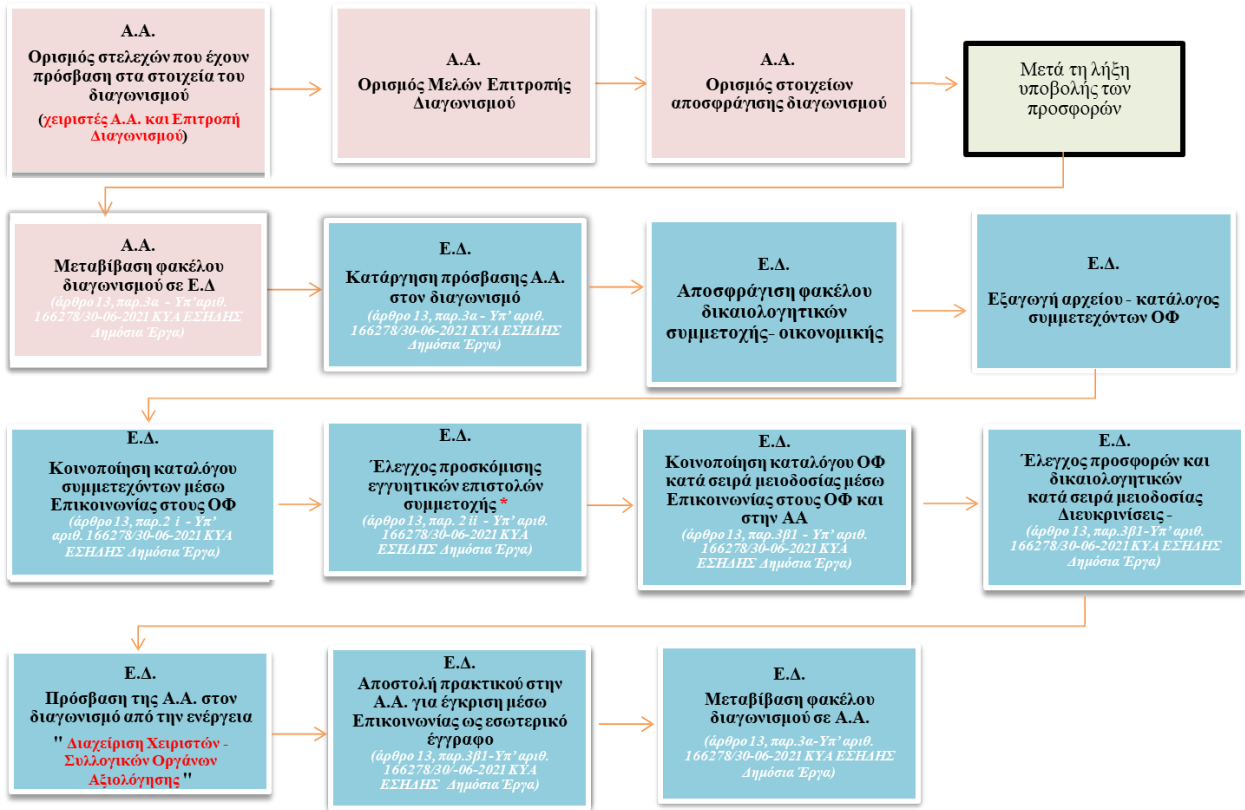 Α.Α.
Ορισμός στελεχών που έχουν
πρόσβαση στα στοιχεία του
διαγωνισμού
(χειριστές Α.Α. και Επιτροπή
Διαγωνισμού)
Α.Α.
Ορισμός Μελών Επιτροπής
Διαγωνισμού
Α.Α.
Ορισμός στοιχείων
αποσφράγισης διαγωνισμού
Μετά τη λήξη
υποβολής των
προσφορών
Α.Α.
Μεταβίβαση φακέλου
διαγωνισμού σε Ε.Δ
(άρθρο 13, παρ.3α - Υπ'αριθ.
166278/30-06-2021 ΚΥΑ ΕΣΗΔΗΣ
Δημόσια Έργα)
Ε.Δ.
Κατάργηση πρόσβασης Α.Α.
στον διαγωνισμό
(άρθρο 13, παρ.3α - Υπ' αριθ.
166278/30-06-2021 ΚΥΑ ΕΣΗΔΗΣ
Δημόσια Έργα)
Ε.Δ.
Αποσφράγιση φακέλου
δικαιολογητικών
συμμετοχής- οικονομικής
Ε.Δ.
Εξαγωγή αρχείου - κατάλογος
συμμετεχόντων ΟΦ
Ε.Δ.
Κοινοποίηση καταλόγου
συμμετεχόντων μέσω
Επικοινωνίας στους ΟΦ
(άρθρο 13, παρ.2 i - Υπ'
αριθ. 166278/30-06-2021 ΚΥΑ
ΕΣΗΔΗΣ Δημόσια Έργα)
Ε.Δ.
Έλεγχος προσκόμισης
εγγυητικών επιστολών
συμμετοχής *
(άρθρο 13, παρ. 2 ii - Υπ' αριθ.
166278/30-06-2021 ΚΥΑ
ΕΣΗΔΗΣ Δημόσια Έργα)
Ε.Δ.
Κοινοποίηση καταλόγου ΟΦ
κατά σειρά μειοδοσίας μέσω
Επικοινωνίας στους ΟΦ και
στην ΑΑ
(άρθρο 13, παρ.3β1 - Υπ' αριθ.
166278/30-06-2021 ΚΥΑ
ΕΣΗΔΗΣ Δημόσια Έργα)
Ε.Δ.
Έλεγχος προσφορών και
δικαιολογητικών
κατά σειρά μειοδοσίας
Διευκρινίσεις -
(άρθρο 13, παρ.3β1-Υπ' αριθ.
166278/30-06-2021 ΚΥΑ ΕΣΗΔΗΣ
Δημόσια Έργα)
Ε.Δ.
Πρόσβαση της Α.Α. στον
διαγωνισμό από την ενέργεια
" Διαχείριση Χειριστών -
Συλλογικών Οργάνων
Αξιολόγησης "
Ε.Δ.
Αποστολή πρακτικού στην
Α.Α. για έγκριση μέσω
Επικοινωνίας ως εσωτερικό
έγγραφο
(άρθρο 13, παρ.3β1-Υπ' αριθ.
166278/30/-06-2021 ΚΥΑ
ΕΣΗΔΗΣ Δημόσια Έργα)
Ε.Δ.
Μεταβίβαση φακέλου
διαγωνισμού σε Α.Α.
(άρθρο 13, παρ.3α-Υπ' αριθ.
166278/30-06-2021 ΚΥΑ ΕΣΗΔΗΣ
Δημόσια Έργα)